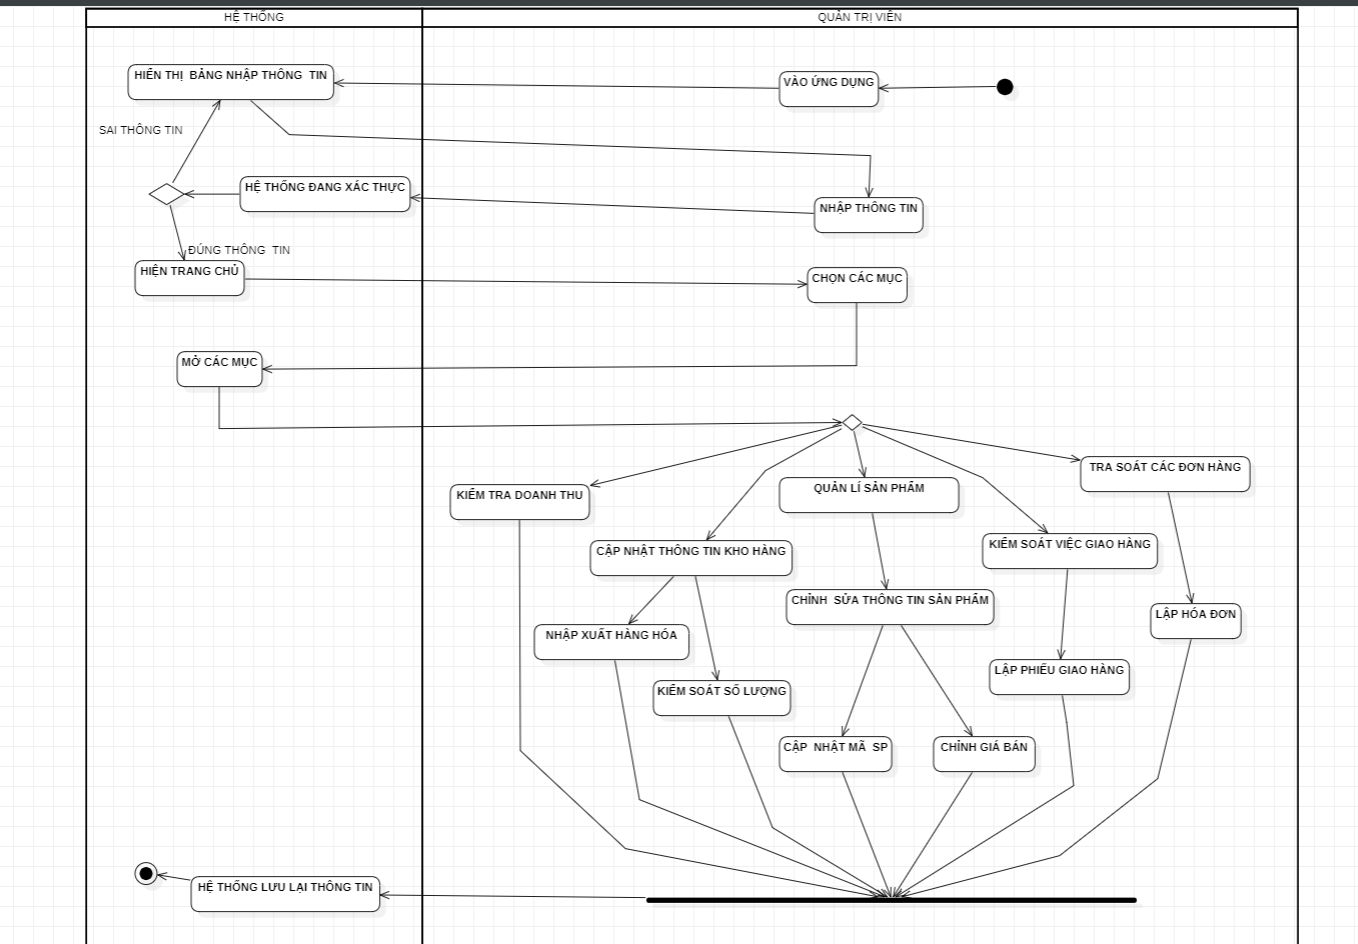 HỆ THỐNG
QUẢN TRỊ VIÊN
HIỂN THỊ BẢNG NHẬP THÔNG TIN
VÀO ỨNG DỤNG
SAI THÔNG TIN
HỆ THỐNG ĐANG XÁC THỰC
NHẬP THÔNG TIN
ĐÚNG THÔNG TIN
HIỆN TRANG CHỦ
CHỌN CÁC MỤC
MỞ CÁC MỤC
TRA SOÁT CÁC ĐƠN HÀNG
QUẢN LÍ SẢN PHẨM
KIỂM TRA DOANH THU
KIỂM SOÁT VIỆC GIAO HÀNG
CẬP NHẬT THÔNG TIN KHO HÀNG
CHỈNH SỬA THÔNG TIN SẢN PHẨM
LẬP HÓA ĐƠN
NHẬP XUẤT HÀNG HÓA
LẬP PHIẾU GIAO HÀNG
KIỂM SOÁT SỐ LƯỢNG
CẬP NHẬT MÃ SP
CHỈNH GIÁ BÁN
HỆ THỐNG LƯU LẠI THÔNG TIN